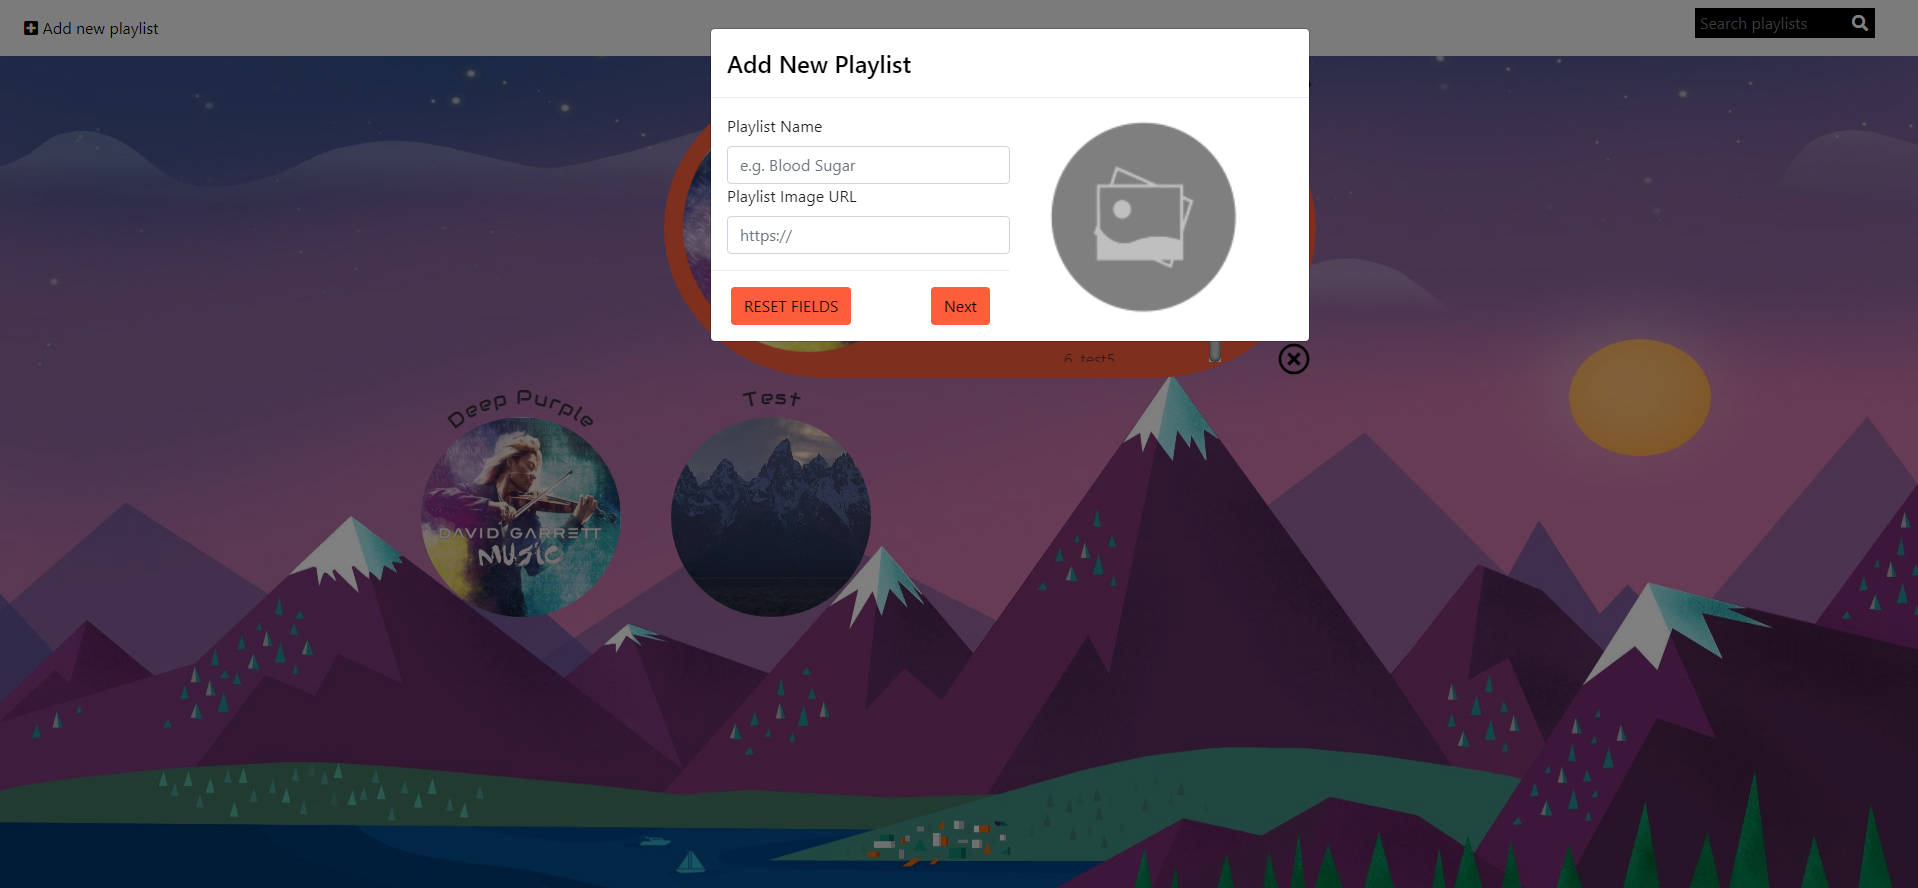 Add new playlist
Search playlists
Add New Playlist
Playlist Name
e.g. Blood Sugar
Playlist Image URL
https://
RESET FIELDS
Next
6. test5
Deep Purple
Test
DAVID GARRETT
MUSIC